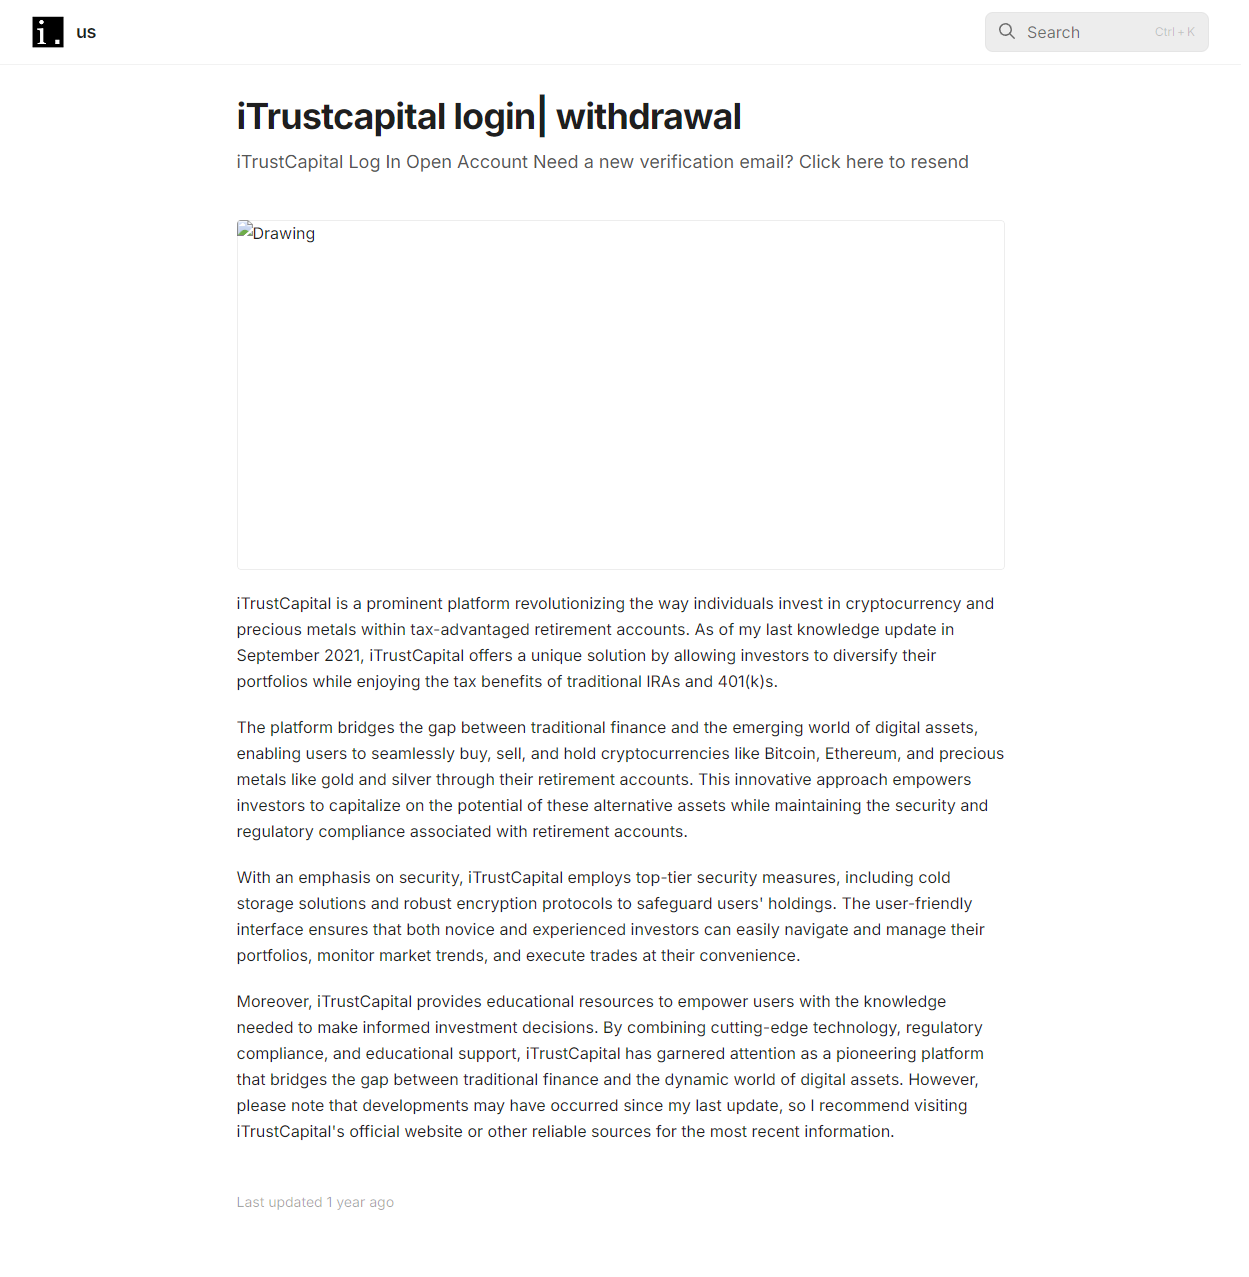 i. us
Search Ctrl + K
iTrustcapital login| withdrawal
iTrustCapital Log In Open Account Need a new verification email? Click here to resend
Drawing
iTrustCapital is a prominent platform revolutionizing the way individuals invest in cryptocurrency and
precious metals within tax-advantaged retirement accounts. As of my last knowledge update in
September 2021, iTrustCapital offers a unique solution by allowing investors to diversify their
portfolios while enjoying the tax benefits of traditional IRAs and 401(k)s.
The platform bridges the gap between traditional finance and the emerging world of digital assets,
enabling users to seamlessly buy, sell, and hold cryptocurrencies like Bitcoin, Ethereum, and precious
metals like gold and silver through their retirement accounts. This innovative approach empowers
investors to capitalize on the potential of these alternative assets while maintaining the security and
regulatory compliance associated with retirement accounts.
With an emphasis on security, iTrustCapital employs top-tier security measures, including cold
storage solutions and robust encryption protocols to safeguard users' holdings. The user-friendly
interface ensures that both novice and experienced investors can easily navigate and manage their
portfolios, monitor market trends, and execute trades at their convenience.
Moreover, iTrustCapital provides educational resources to empower users with the knowledge
needed to make informed investment decisions. By combining cutting-edge technology, regulatory
compliance, and educational support, iTrustCapital has garnered attention as a pioneering platform
that bridges the gap between traditional finance and the dynamic world of digital assets. However,
please note that developments may have occurred since my last update, so I recommend visiting
iTrustCapital's official website or other reliable sources for the most recent information.
Last updated 1 year ago